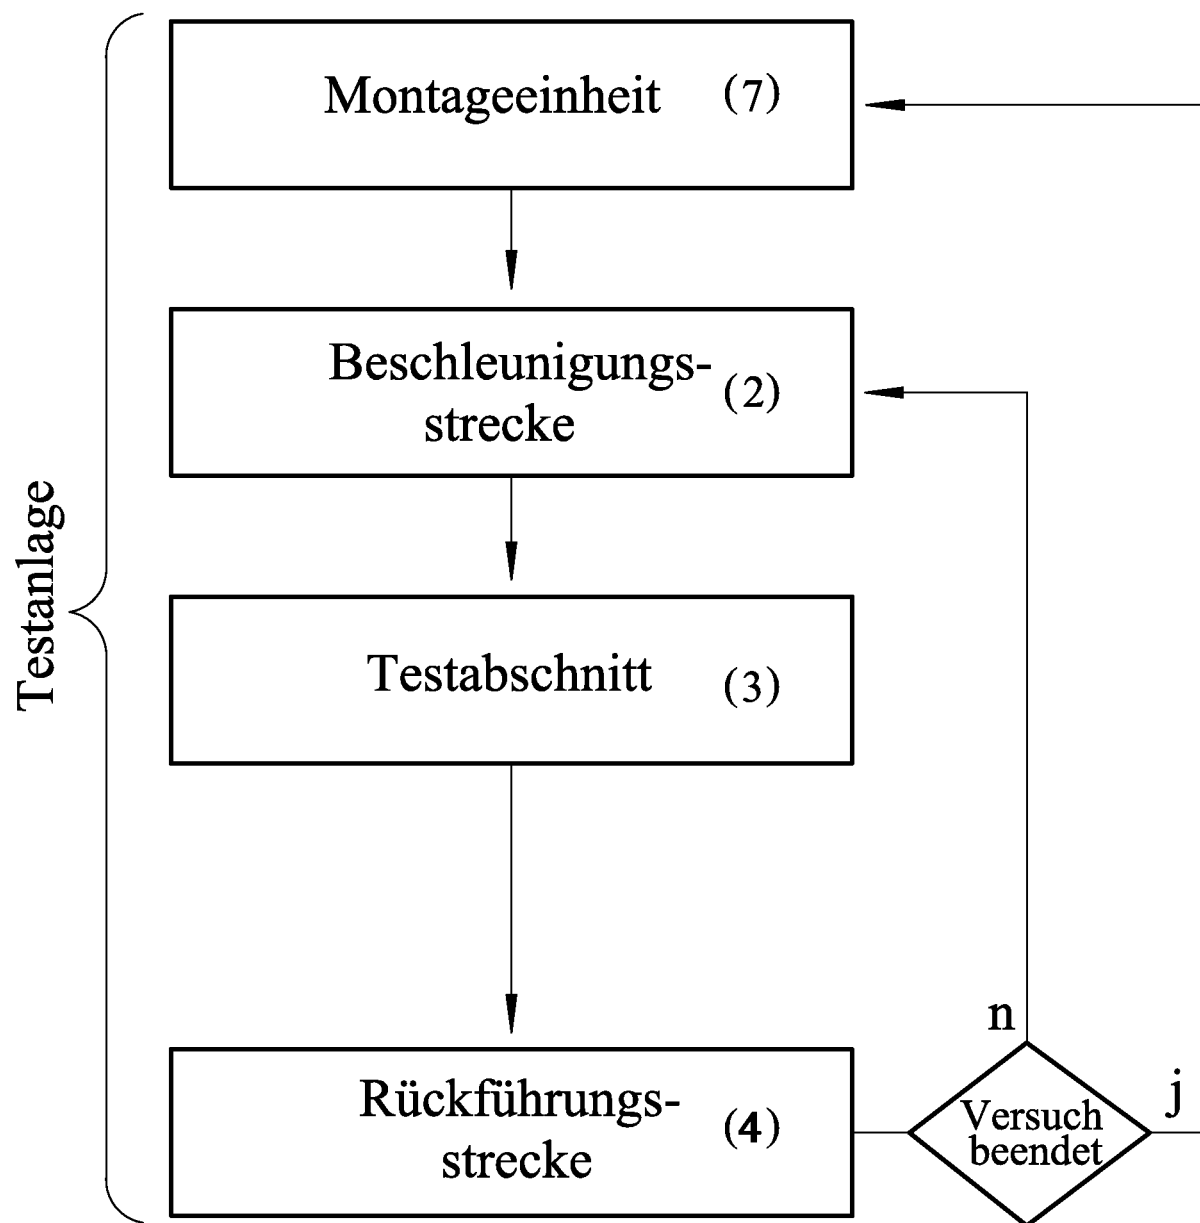 Montageeinheit (7)
Beschleunigungs-
strecke (2)
Testabschnitt (3)
Testanlage
n
j
Rückführungs-
strecke (4)
Versuch
beendet